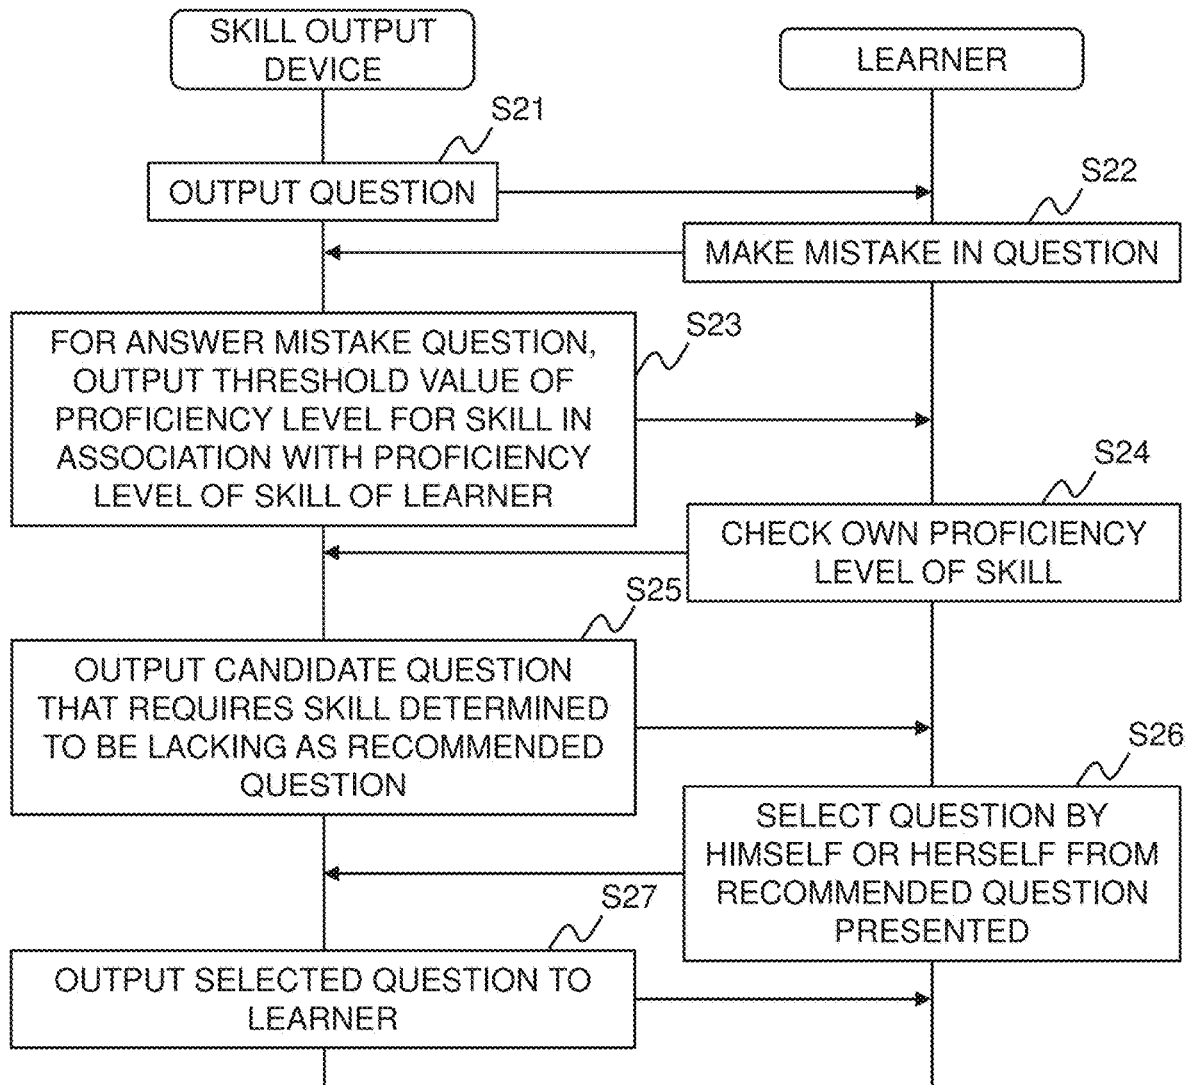 SKILL OUTPUT
DEVICE
LEARNER
S21
OUTPUT QUESTION
S22
MAKE MISTAKE IN QUESTION
S23
FOR ANSWER MISTAKE QUESTION,
OUTPUT THRESHOLD VALUE OF
PROFICIENCY LEVEL FOR SKILL IN
ASSOCIATION WITH PROFICIENCY
LEVEL OF SKILL OF LEARNER
S24
CHECK OWN PROFICIENCY
LEVEL OF SKILL
S25
OUTPUT CANDIDATE QUESTION
THAT REQUIRES SKILL DETERMINED
TO BE LACKING AS RECOMMENDED
QUESTION
S26
SELECT QUESTION BY
HIMSELF OR HERSELF FROM
RECOMMENDED QUESTION
PRESENTED
S27
OUTPUT SELECTED QUESTION TO
LEARNER